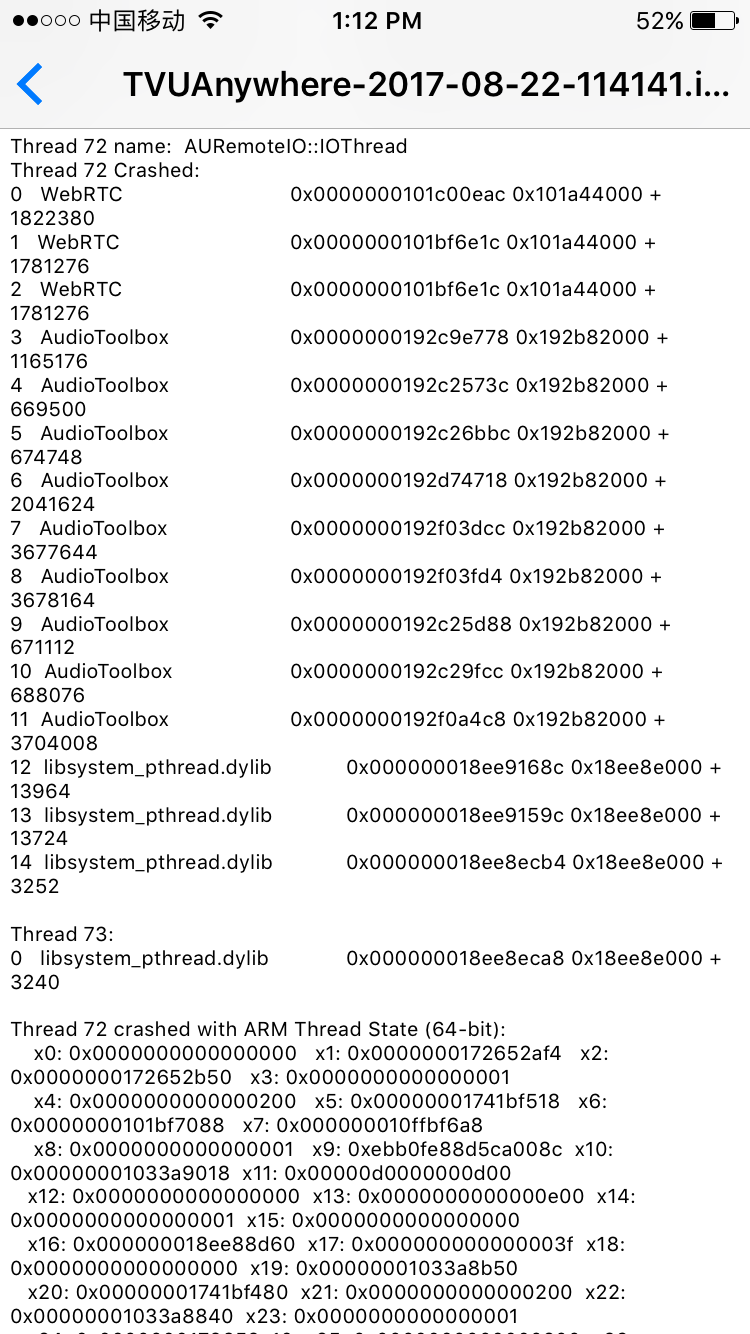 中国移动 1:12 PM 52%
TVUAnywhere-2017-08-22-114141.i...
Thread 72 name: AURemoteIO::IOThread
Thread 72 Crashed:
0 WebRTC 0x0000000101c00eac 0x101a44000 +
1822380
1 WebRTC 0x0000000101bf6e1c 0x101a44000 +
1781276
2 WebRTC 0x0000000101bf6e1c 0x101a44000 +
1781276
3 AudioToolbox 0x0000000192c9e778 0x192b82000 +
1165176
4 AudioToolbox 0x0000000192c2573c 0x192b82000 +
669500
5 AudioToolbox 0x0000000192c26bbc 0x192b82000 +
674748
6 AudioToolbox 0x0000000192d74718 0x192b82000 +
2041624
7 AudioToolbox 0x0000000192f03dcc 0x192b82000 +
3677644
8 AudioToolbox 0x0000000192f03fd4 0x192b82000 +
3678164
9 AudioToolbox 0x0000000192c25d88 0x192b82000 +
671112
10 AudioToolbox 0x0000000192c29fcc 0x192b82000 +
688076
11 AudioToolbox 0x0000000192f0a4c8 0x192b82000 +
3704008
12 libsystem_pthread.dylib 0x000000018ee9168c 0x18ee8e000 +
13964
13 libsystem_pthread.dylib 0x000000018ee9159c 0x18ee8e000 +
13724
14 libsystem_pthread.dylib 0x000000018ee8ecb4 0x18ee8e000 +
3252
Thread 73:
0 libsystem_pthread.dylib 0x000000018ee8eca8 0x18ee8e000 +
3240
Thread 72 crashed with ARM Thread State (64-bit):
x0: 0x0000000000000000 x1: 0x0000000172652af4 x2:
0x0000000172652b50 x3: 0x0000000000000001
x4: 0x0000000000000200 x5: 0x00000001741bf518 x6:
0x0000000101bf7088 x7: 0x000000010ffbf6a8
x8: 0x0000000000000001 x9: 0xebb0fe88d5ca008c x10:
0x00000001033a9018 x11: 0x00000d0000000d00
x12: 0x0000000000000000 x13: 0x0000000000000e00 x14:
0x0000000000000001 x15: 0x0000000000000000
x16: 0x000000018ee88d60 x17: 0x000000000000003f x18:
0x0000000000000000 x19: 0x00000001033a8b50
x20: 0x00000001741bf480 x21: 0x0000000000000200 x22:
0x00000001033a8840 x23: 0x0000000000000001